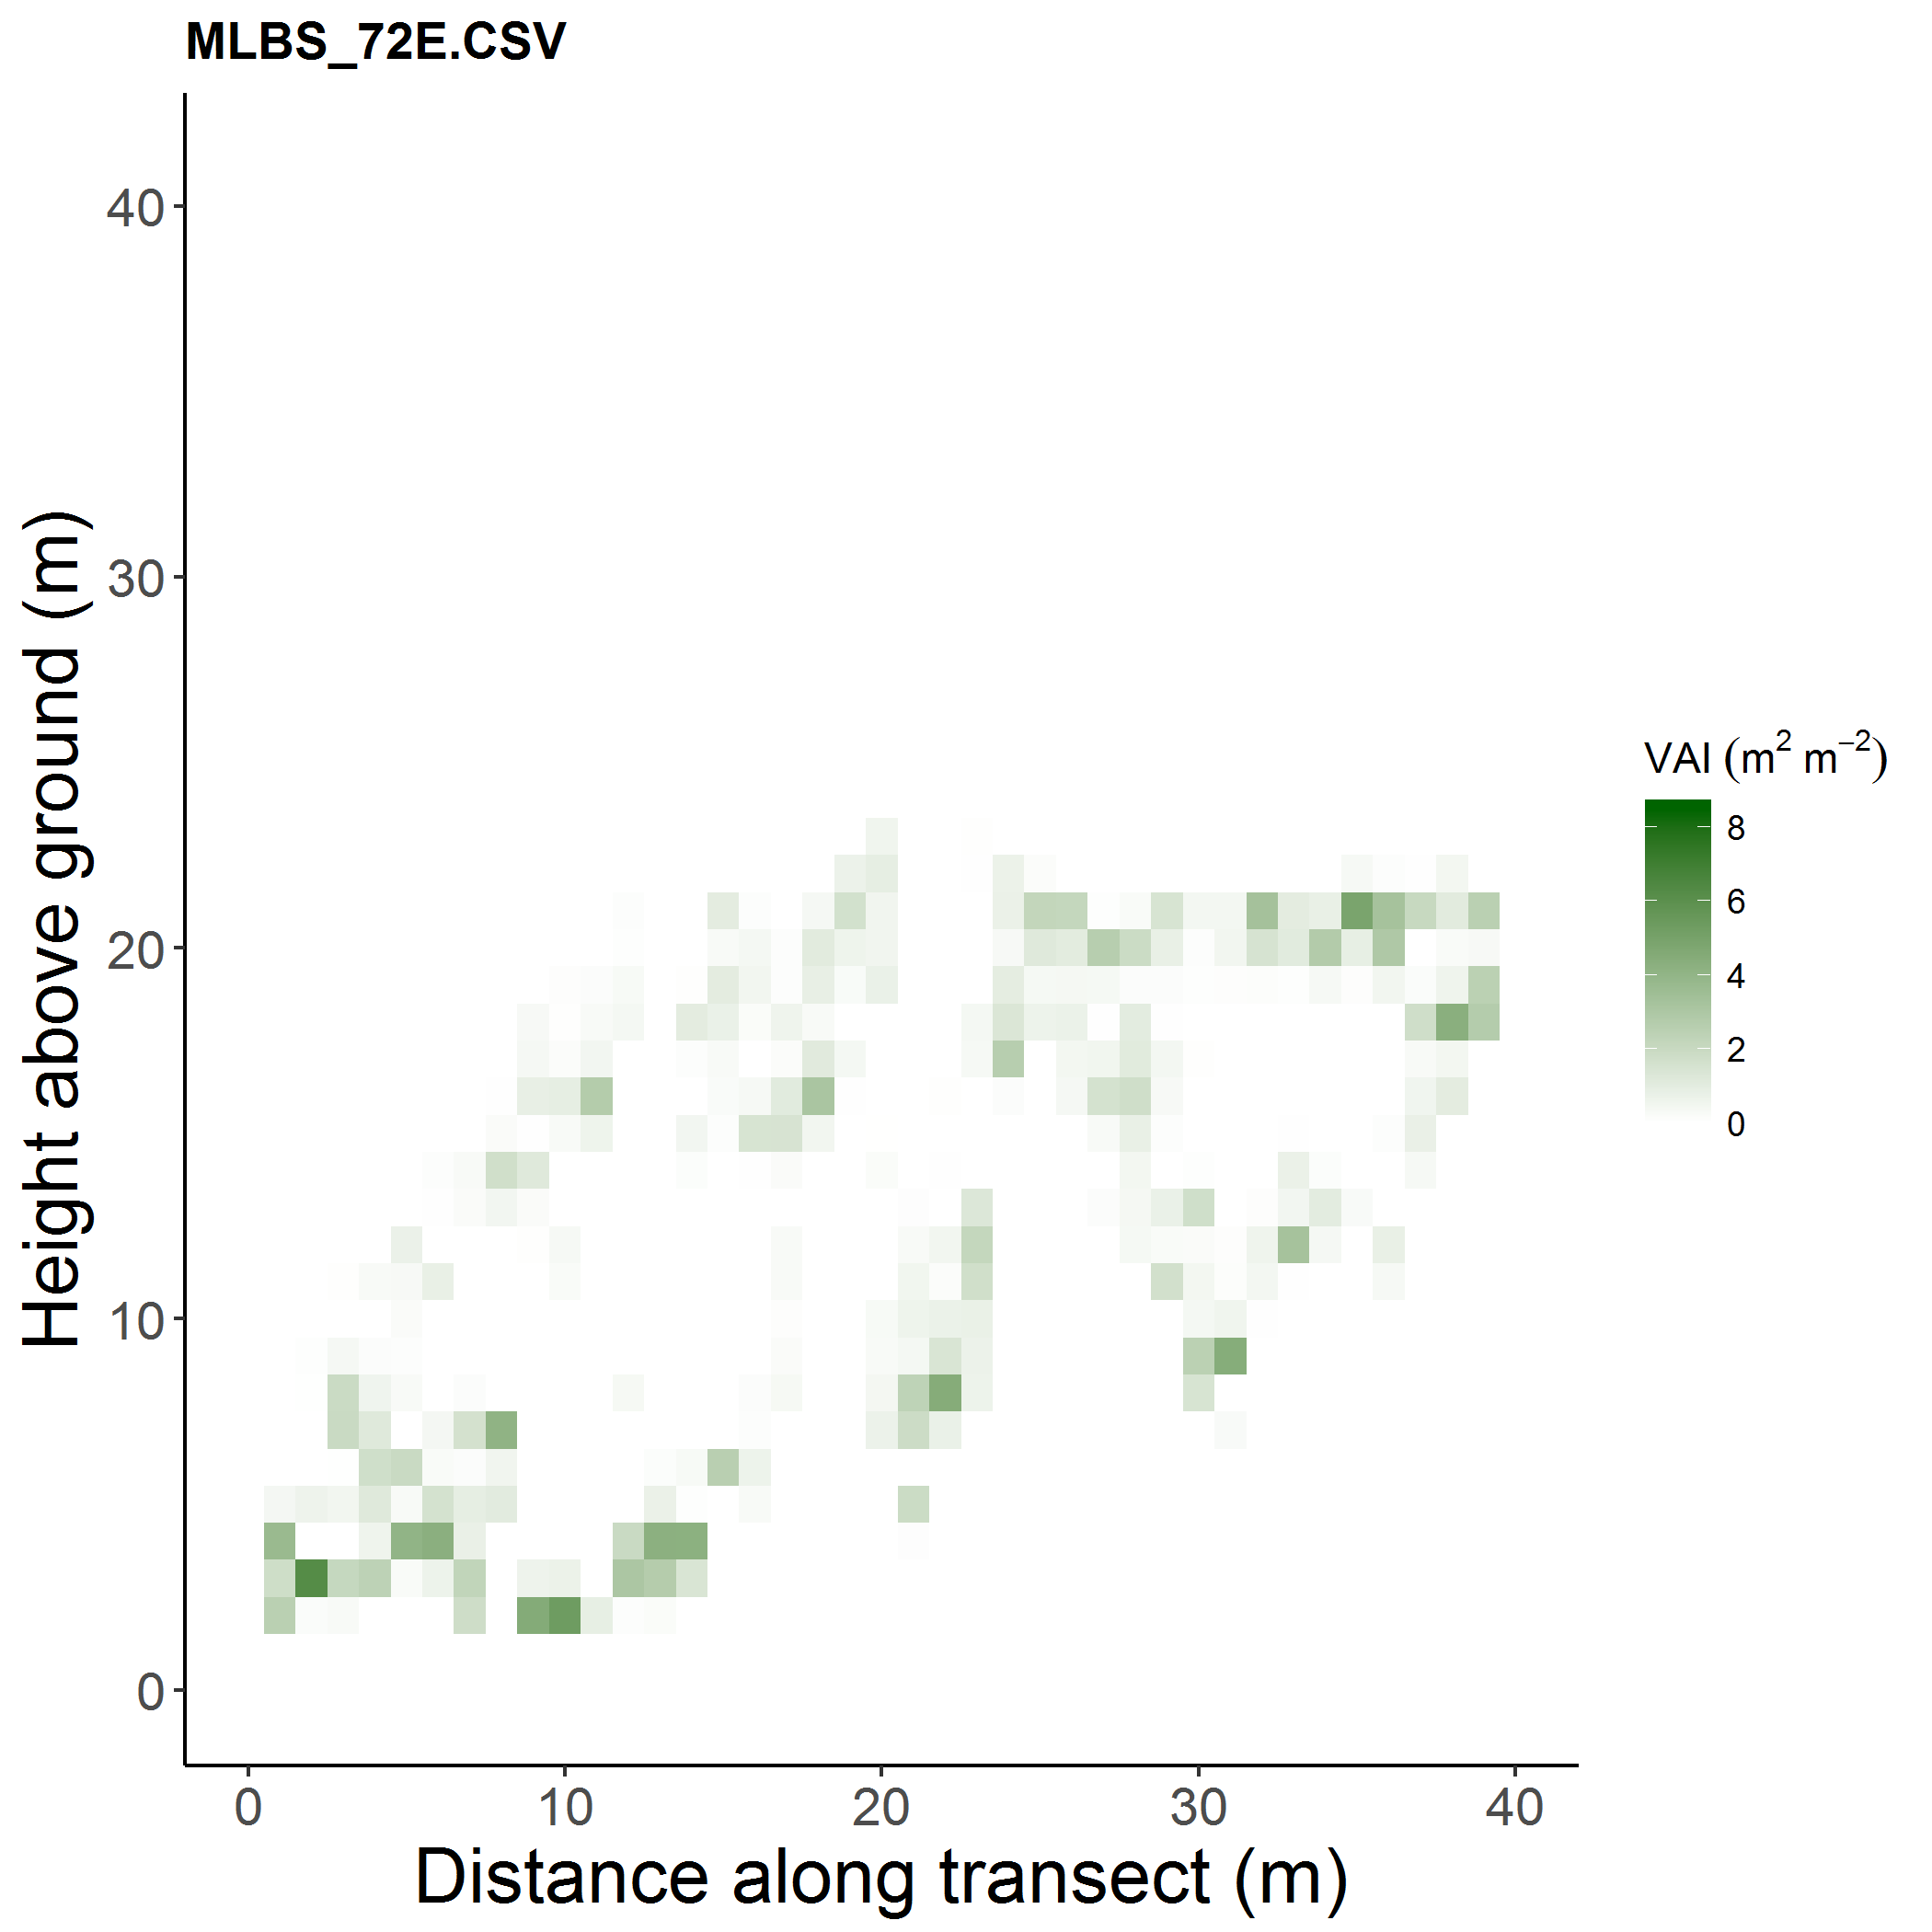 MLBS_72E.CSV
Height above ground (m)
40
30
20
10
0
0 10 20 30 40
Distance along transect (m)
VAI (m² m⁻²)
8
6
4
2
0